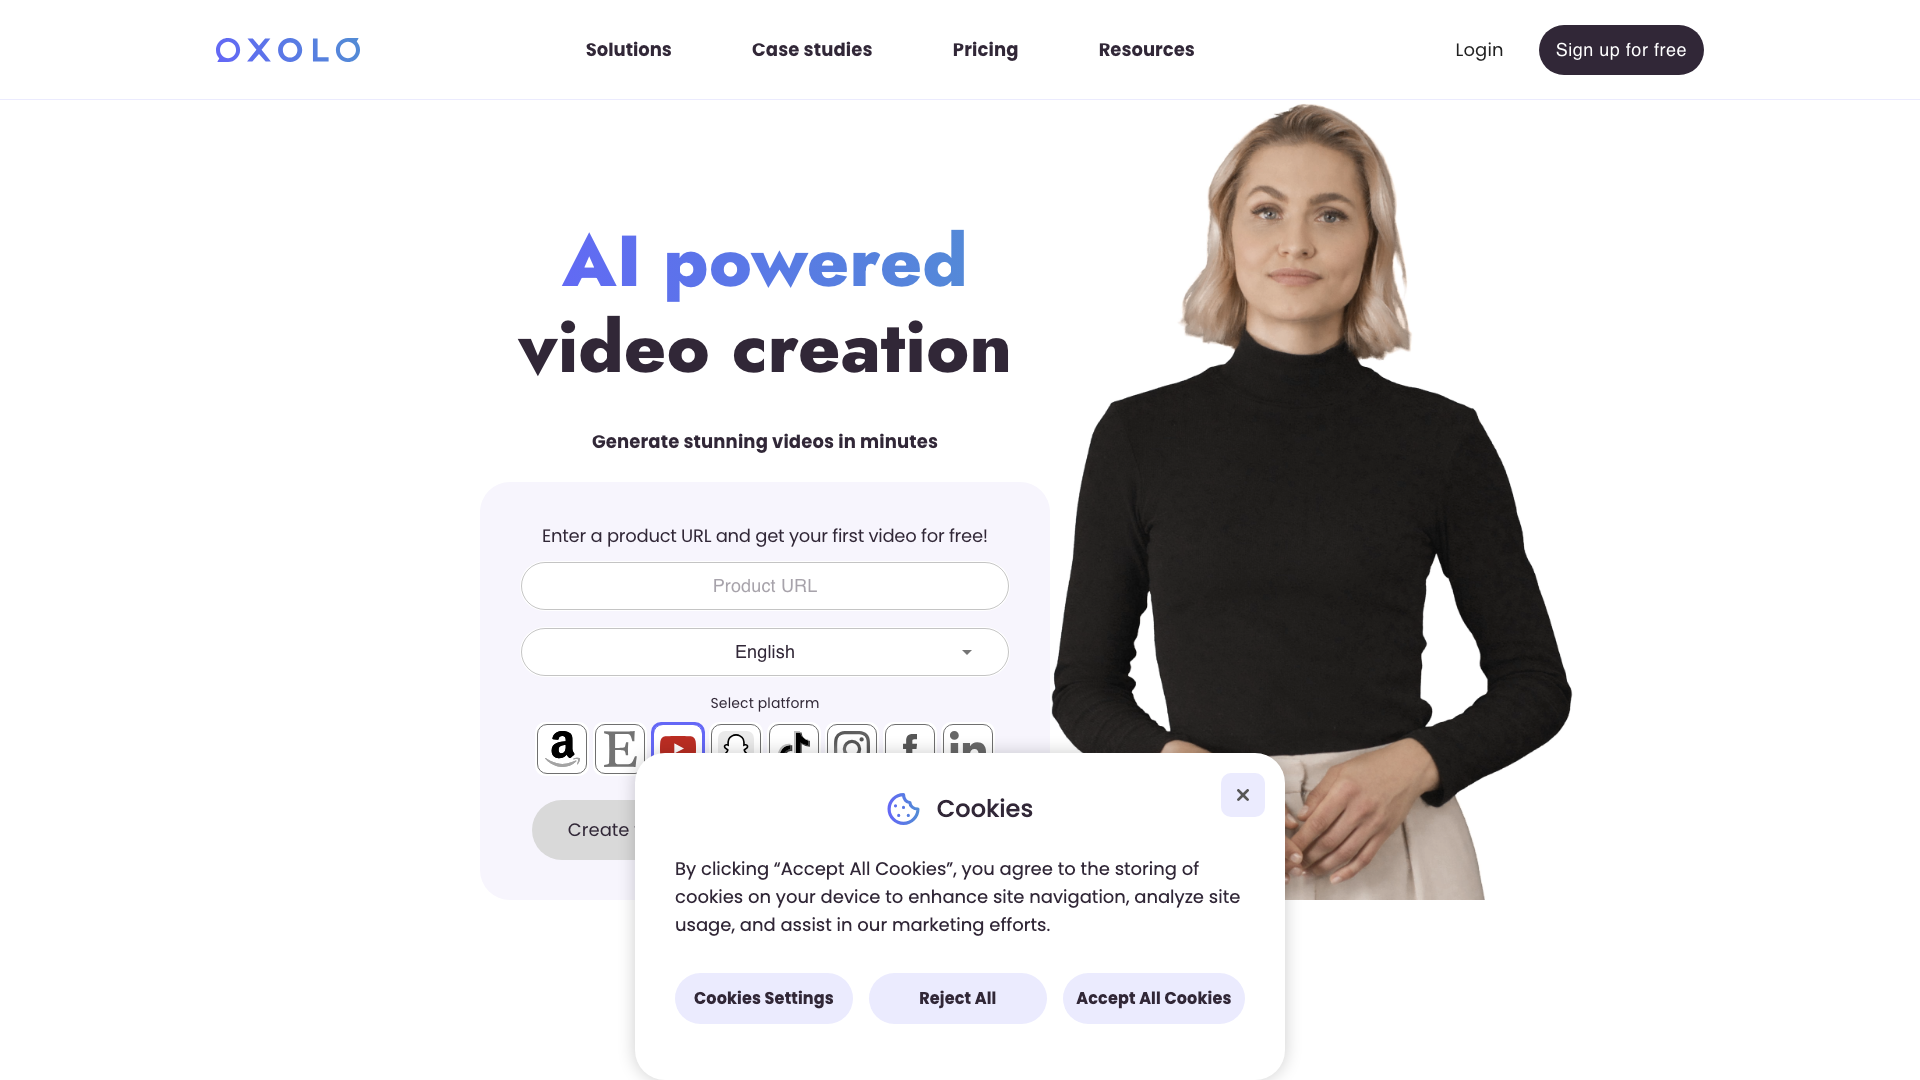 OXOLO
Solutions
Case studies
Pricing
Resources
Login
Sign up for free
AI powered
video creation
Generate stunning videos in minutes
Enter a product URL and get your first video for free!
Product URL
English
Select platform
a
E
f
in
Create
Cookies
By clicking “Accept All Cookies”, you agree to the storing of
cookies on your device to enhance site navigation, analyze site
usage, and assist in our marketing efforts.
Cookies Settings
Reject All
Accept All Cookies